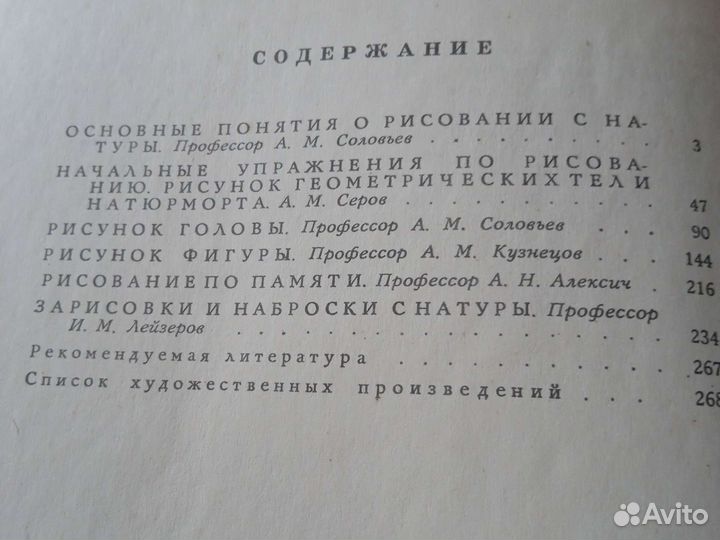 СОДЕРЖАНИЕ
ОСНОВНЫЕ ПОНЯТИЯ О РИСОВАНИИ С НА-
ТУРЫ. Профессор А. М. Соловьев . . . . . . . . . . 3
НАЧАЛЬНЫЕ УПРАЖНЕНИЯ ПО РИСОВА-
НИЮ. РИСУНОК ГЕОМЕТРИЧЕСКИХ ТЕЛ И
НАТЮРМОРТА. А. М. Серов . . . . . . . . . 47
РИСУНОК ГОЛОВЫ. Профессор А. М. Соловьев . . . 90
РИСУНОК ФИГУРЫ. Профессор А. М. Кузнецов . . . 144
РИСОВАНИЕ ПО ПАМЯТИ. Профессор А. Н. Алексич . 216
ЗАРИСОВКИ И НАБРОСКИ С НАТУРЫ. Профессор
И. М. Лейзеров . . . . . . . . . . . . 234
Рекомендуемая литература . . . . . . . . 267
Список художественных произведений . . . 268
Avito